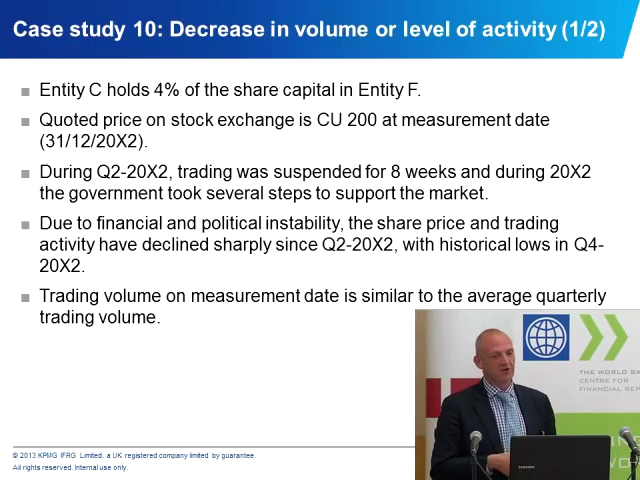 Case study 10: Decrease in volume or level of activity (1/2)
Entity C holds 4% of the share capital in Entity F.
Quoted price on stock exchange is CU 200 at measurement date
(31/12/20X2).
During Q2-20X2, trading was suspended for 8 weeks and during 20X2
the government took several steps to support the market.
Due to financial and political instability, the share price and trading
activity have declined sharply since Q2-20X2, with historical lows in Q4-
20X2.
Trading volume on measurement date is similar to the average quarterly
trading volume.
THE WORLD BA
CENTRE FOR
FINANCIAL REP
SAMSUNG
© 2013 KPMG IFRG Limited, a UK registered company limited by guarantee.
All rights reserved. Internal use only.